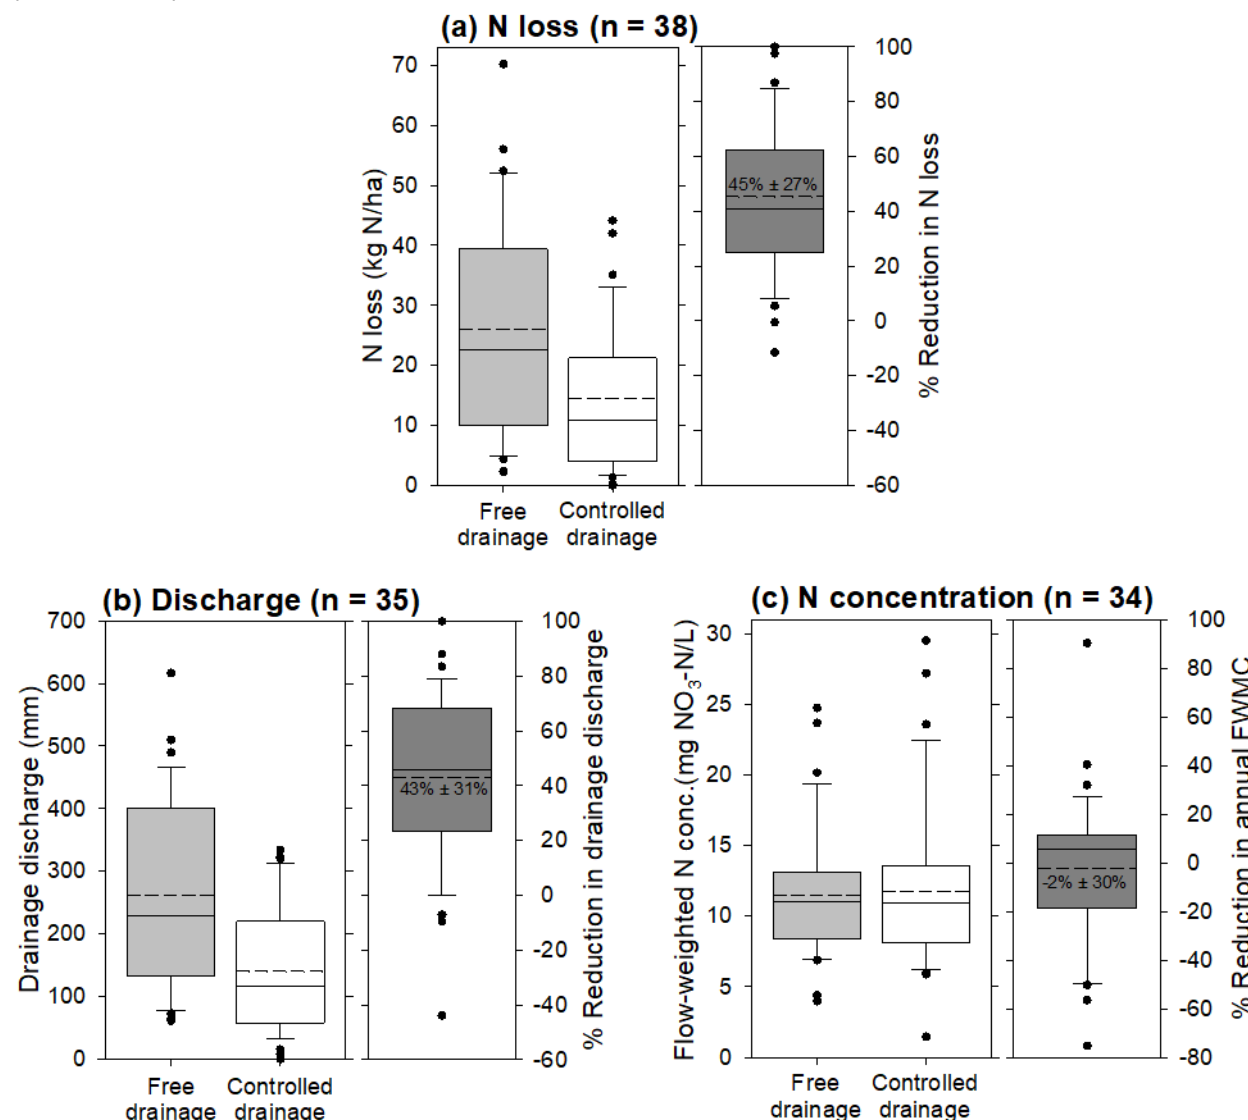 (a) N loss (n = 38)
N loss (kg N/ha)
70
60
50
40
30
20
10
0
Free
drainage
Controlled
drainage
45% ± 27%
100
80
60
40
20
0
-20
-40
-60
% Reduction in N loss
(b) Discharge (n = 35)
Drainage discharge (mm)
700
600
500
400
300
200
100
0
Free
drainage
Controlled
drainage
43% ± 31%
100
80
60
40
20
0
-20
-40
-60
% Reduction in drainage discharge
(c) N concentration (n = 34)
Flow-weighted N conc.(mg NO3-N/L)
30
25
20
15
10
5
0
Free
drainage
Controlled
drainage
-2% ± 30%
100
80
60
40
20
0
-20
-40
-60
-80
% Reduction in annual FWMC